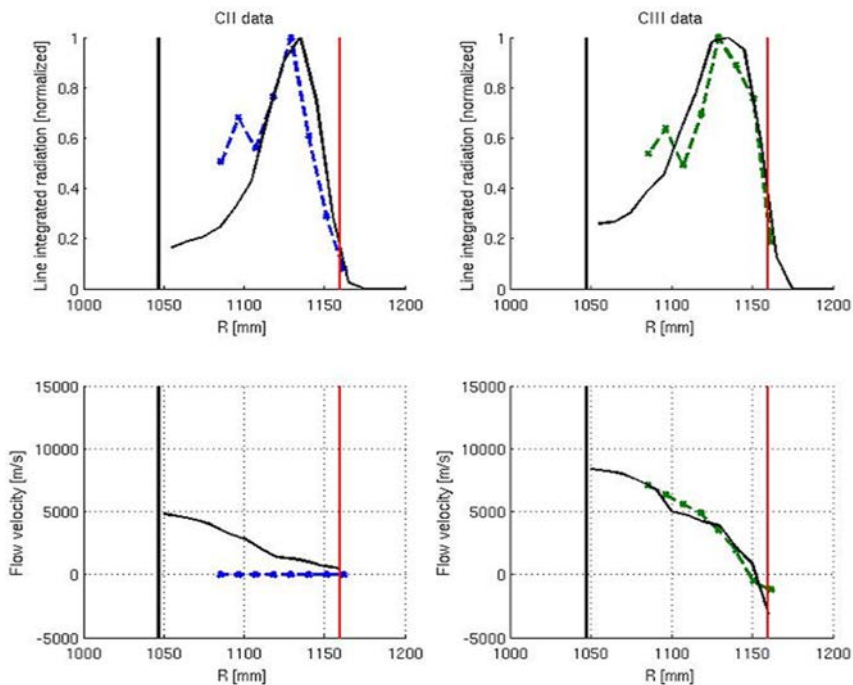 CII data
Line integrated radiation [normalized]
1
0.8
0.6
0.4
0.2
0
1000 1050 1100 1150 1200
R [mm]
CIII data
Line integrated radiation [normalized]
1
0.8
0.6
0.4
0.2
0
1000 1050 1100 1150 1200
R [mm]
Flow velocity [m/s]
15000
10000
5000
0
-5000
1000 1050 1100 1150 1200
R [mm]
Flow velocity [m/s]
15000
10000
5000
0
-5000
1000 1050 1100 1150 1200
R [mm]